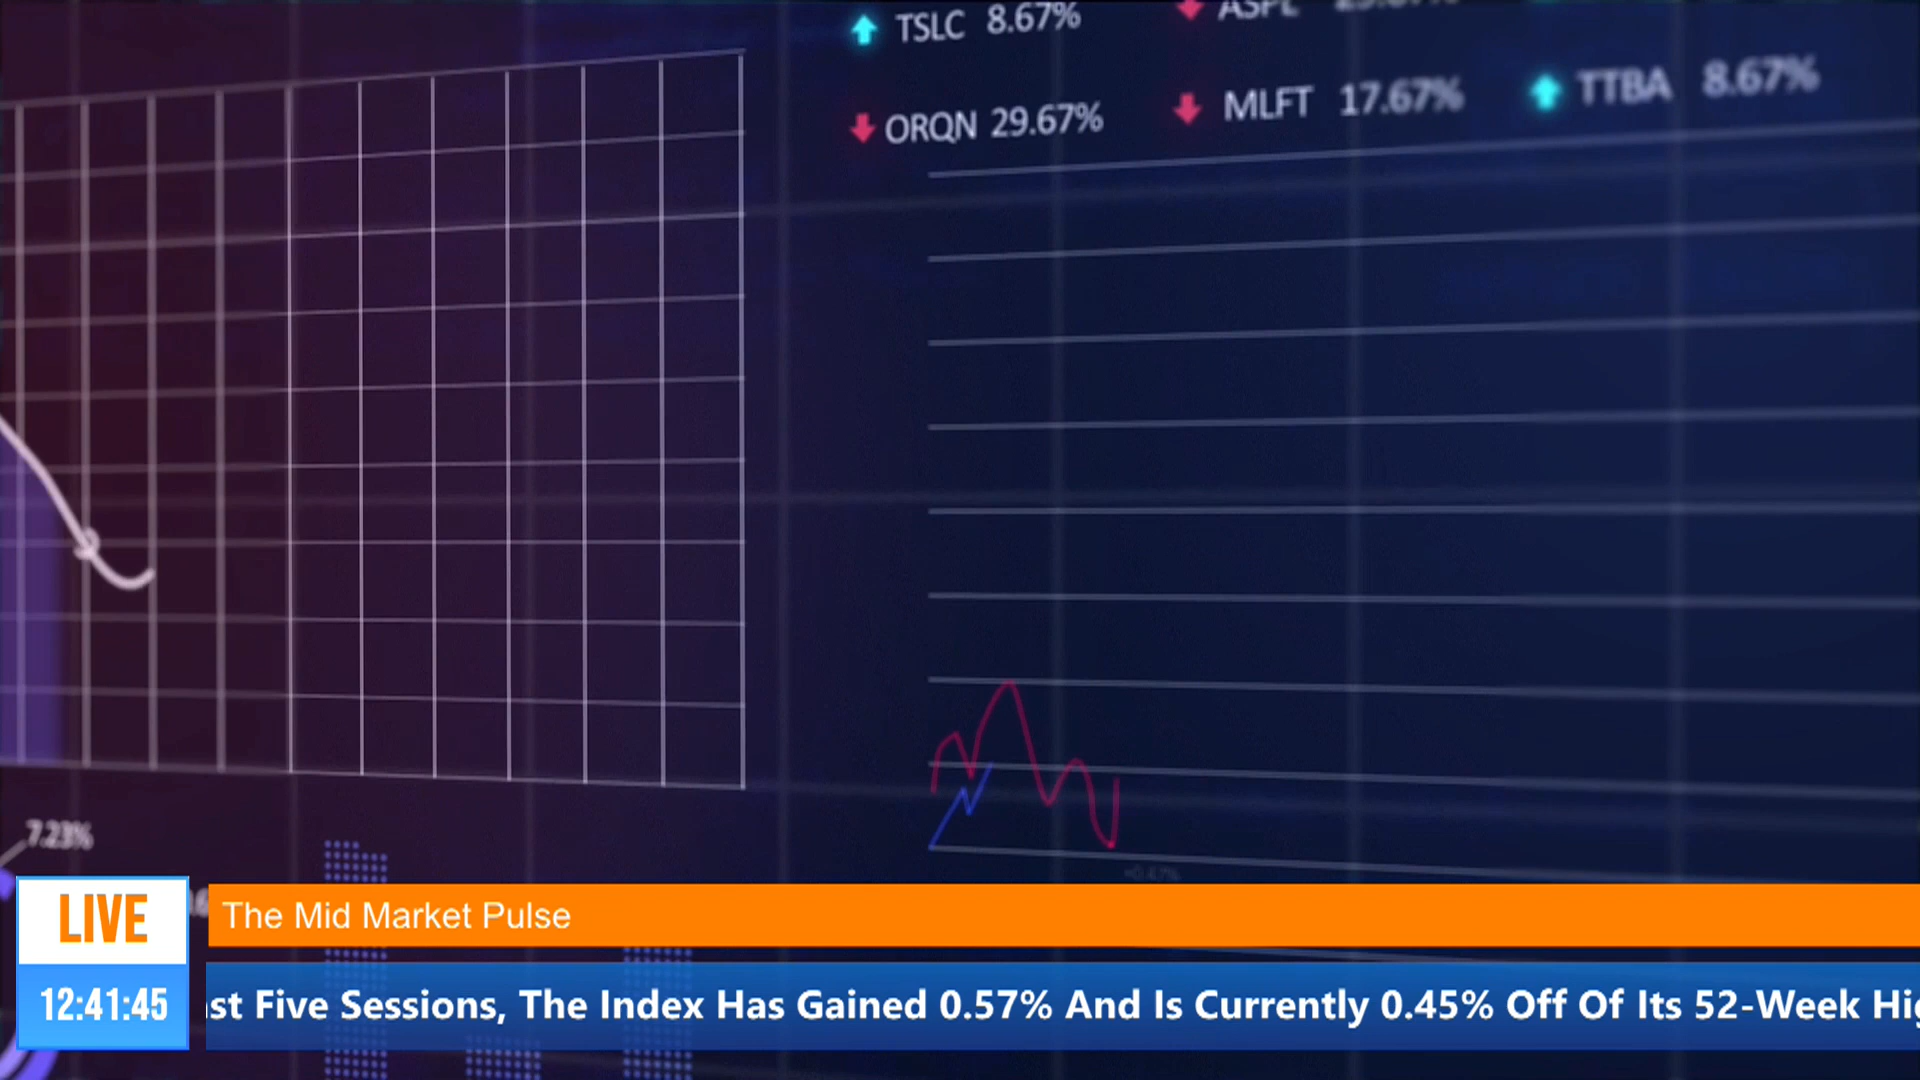 TSLC 8.67%
ORQN 29.67% MLFT 17.67% TTBA 8.67%
7.23%
LIVE
The Mid Market Pulse
12:41:45
st Five Sessions, The Index Has Gained 0.57% And Is Currently 0.45% Off Of Its 52-Week Hi